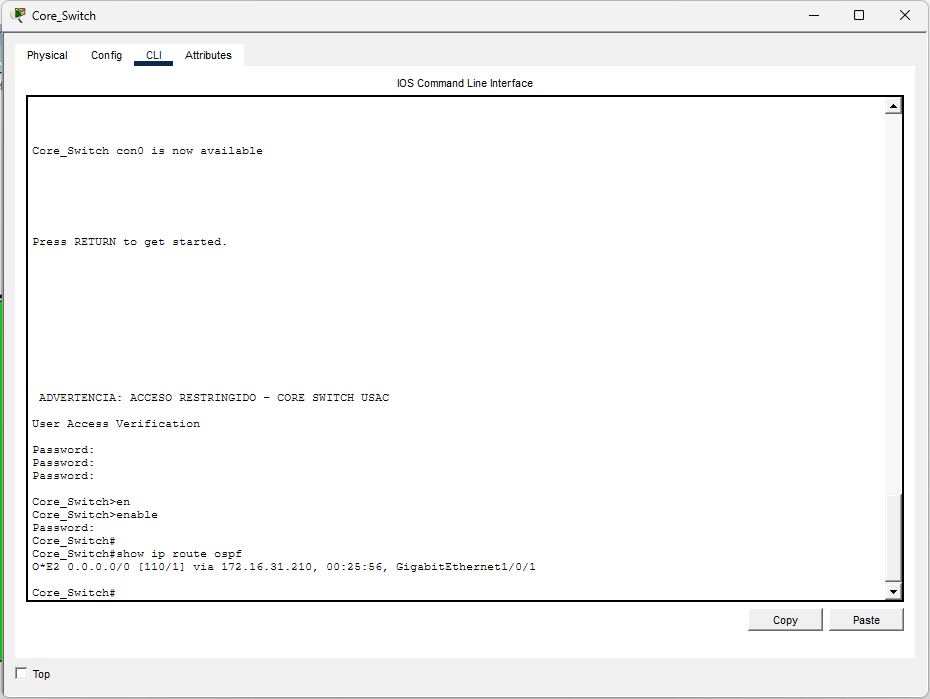 Core_Switch
Physical Config CLI Attributes
IOS Command Line Interface
Core_Switch con0 is now available
Press RETURN to get started.
ADVERTENCIA: ACCESO RESTRINGIDO - CORE SWITCH USAC
User Access Verification
Password:
Password:
Password:
Core_Switch>en
Core_Switch>enable
Password:
Core_Switch#
Core_Switch#show ip route ospf
O*E2 0.0.0.0/0 [110/1] via 172.16.31.210, 00:25:56, GigabitEthernet1/0/1
Core_Switch#
Copy Paste
Top